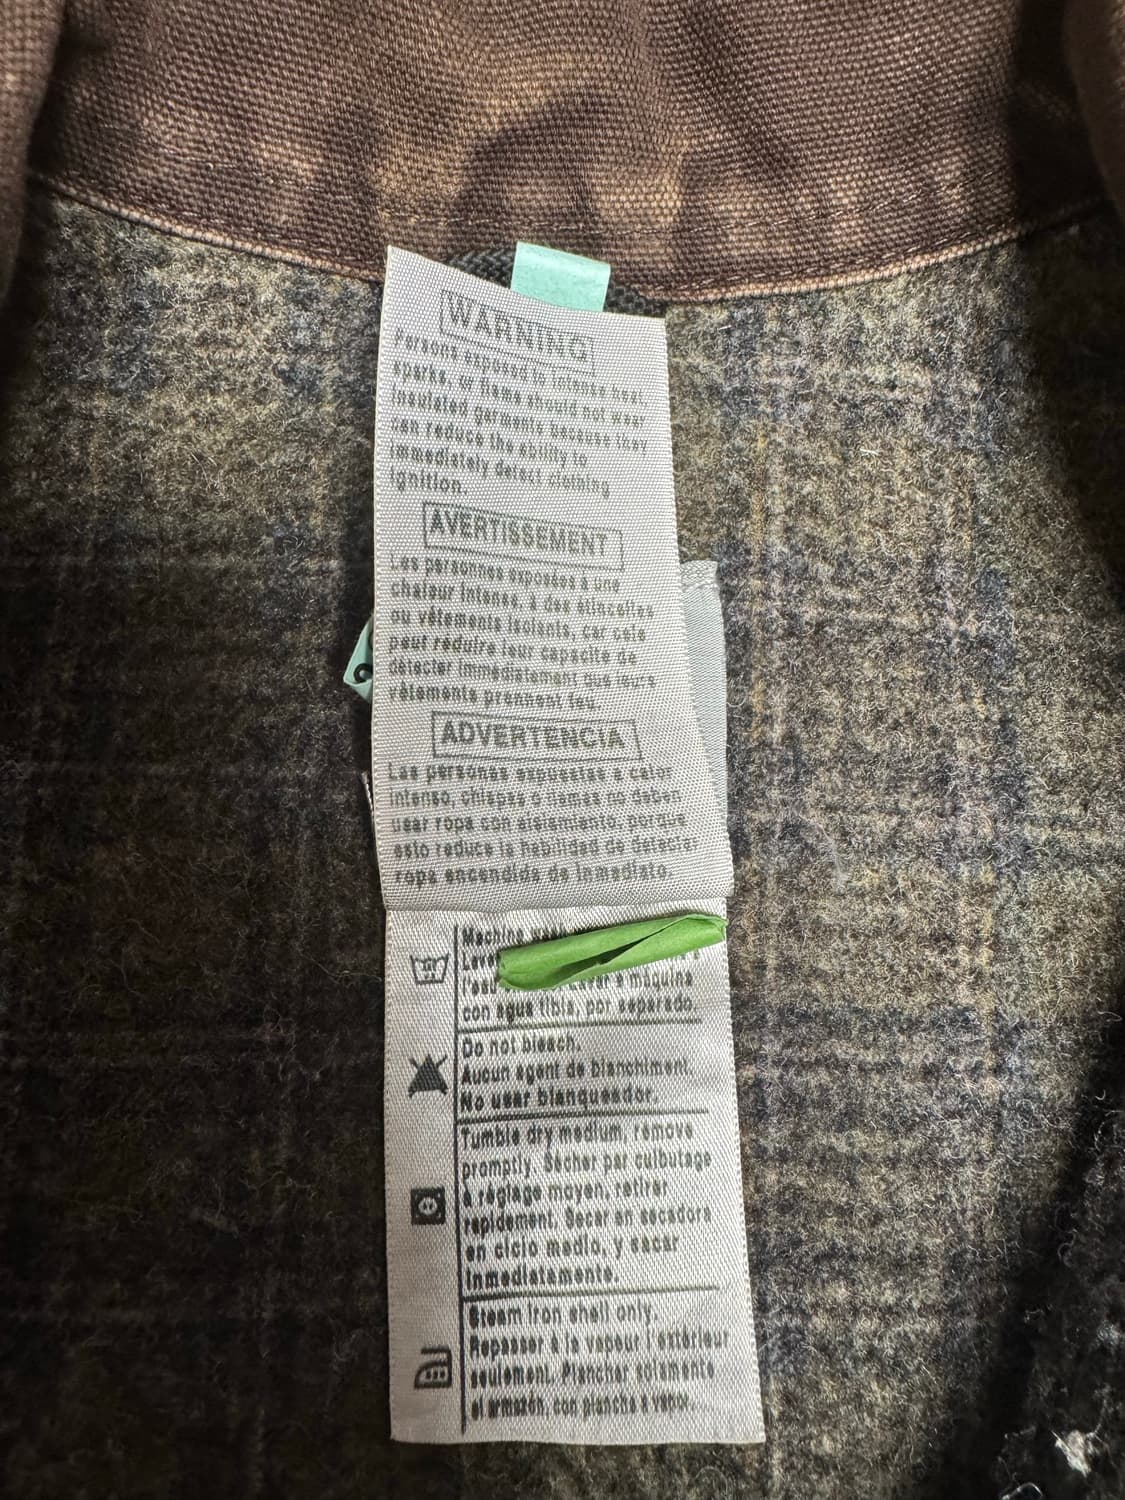 WARNING
Persons exposed to intense heat,
sparks, or flame should not wear
insulated garments because they
can reduce the ability to
immediately detect clothing
ignition.
AVERTISSEMENT
Les personnes exposées à une
chaleur intense, à des étincelles
ou vêtements isolants, car cela
peut réduire leur capacité de
détecter immédiatement que leurs
vêtements prennent feu.
ADVERTENCIA
Las personas expuestas a calor
intenso, chispas o llamas no deben
usar ropa con aislamiento, porque
esto reduce la habilidad de detectar
ropa encendida de inmediato.
Machine
Lave
l'eau Lavar a máquina
con agua tibia, por separado.
Do not bleach.
Aucun agent de blanchiment.
No usar blanqueador.
Tumble dry medium, remove
promptly. Sécher par culbutage
à réglage moyen, retirer
rapidement. Secar en secadora
en ciclo medio, y sacar
inmediatamente.
Steam iron shell only.
Repasser à la vapeur l'extérieur
seulement. Planchar solamente
el armazón, con plancha a vapor.